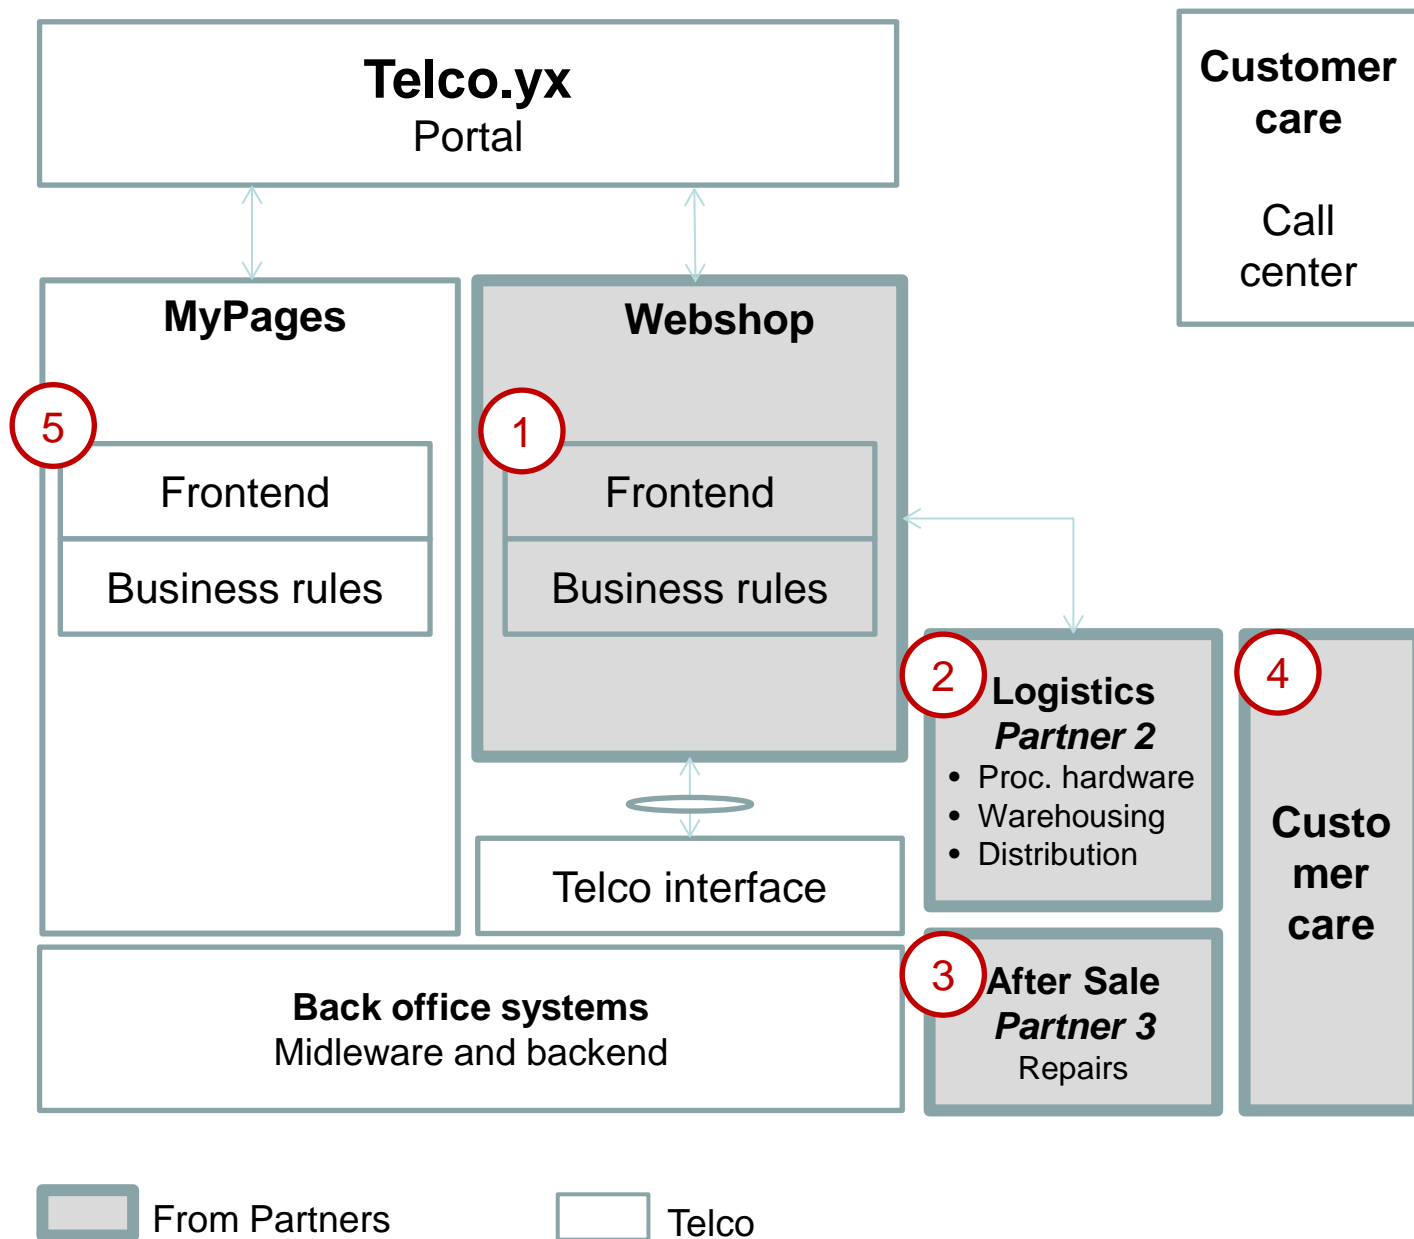 Telco.yx
Portal
Customer
care
Call
center
MyPages
Webshop
5
Frontend
Business rules
1
Frontend
Business rules
2
Logistics
Partner 2
• Proc. hardware
• Warehousing
• Distribution
4
Custo
mer
care
Telco interface
Back office systems
Midleware and backend
3
After Sale
Partner 3
Repairs
From Partners
Telco